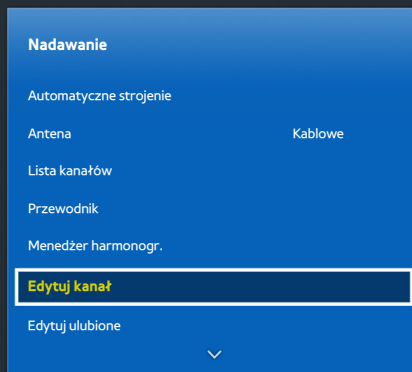 Nadawanie
Automatyczne strojenie
Antena Kablowe
Lista kanałów
Przewodnik
Menedżer harmonogr.
Edytuj kanał
Edytuj ulubione